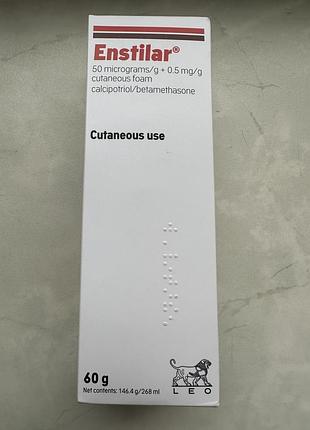 Enstilar®
50 micrograms/g + 0.5 mg/g
cutaneous foam
calcipotriol/betamethasone
Cutaneous use
60 g
Net contents: 146.4 g/268 ml
LEO